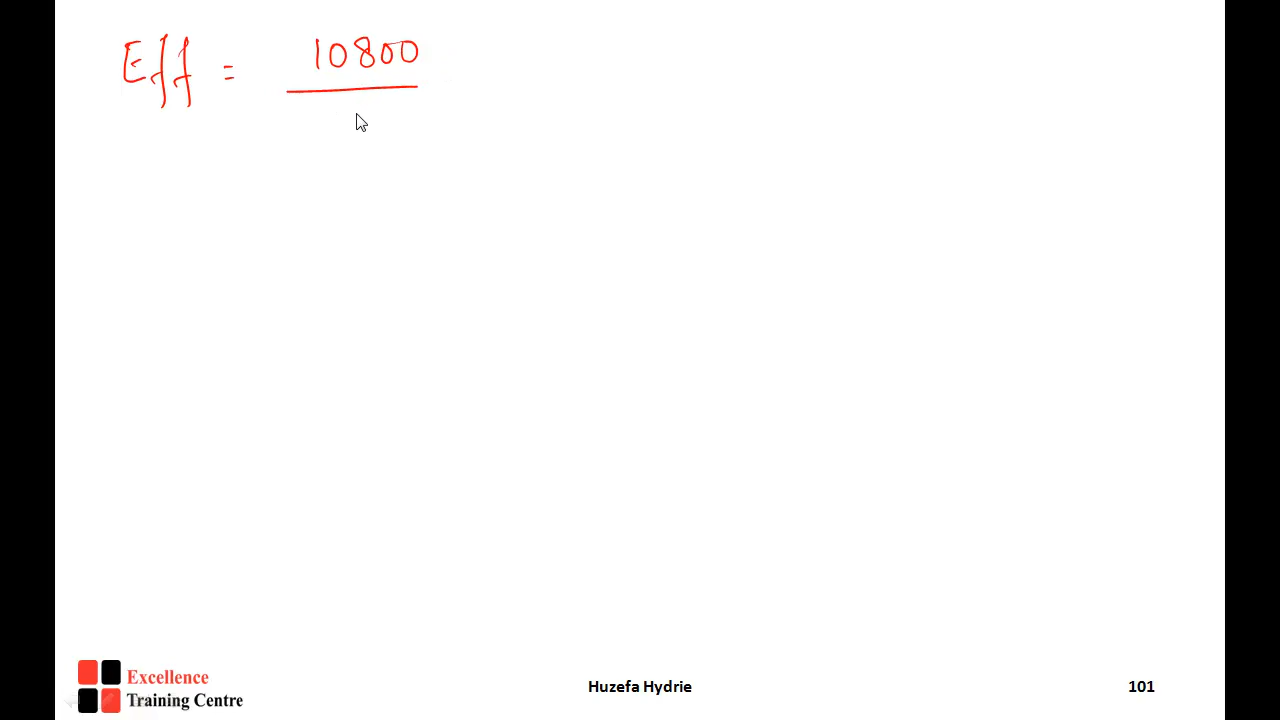 Eff = 10800
Excellence
Training Centre
Huzefa Hydrie
101